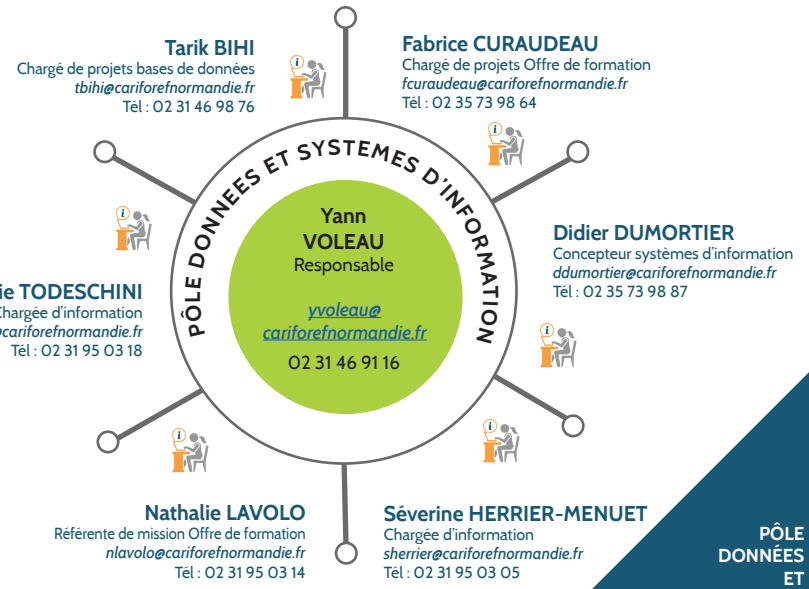 Tarik BIHI
Chargé de projets bases de données
tbihi@cariforefnormandie.fr
Tél : 02 31 46 98 76
Fabrice CURAUDEAU
Chargé de projets Offre de formation
fcuraudeau@cariforefnormandie.fr
Tél : 02 35 73 98 64
PÔLE DONNEES ET SYSTEMES D'INFORMATION
Yann
VOLEAU
Responsable
yvoleau@
cariforefnormandie.fr
02 31 46 91 16
Didier DUMORTIER
Concepteur systèmes d'information
ddumortier@cariforefnormandie.fr
Tél : 02 35 73 98 87
ie TODESCHINI
Chargée d'information
@cariforefnormandie.fr
Tél : 02 31 95 03 18
Nathalie LAVOLO
Référente de mission Offre de formation
nlavolo@cariforefnormandie.fr
Tél : 02 31 95 03 14
Séverine HERRIER-MENUET
Chargée d'information
sherrier@cariforefnormandie.fr
Tél : 02 31 95 03 05
PÔLE
DONNÉES
ET